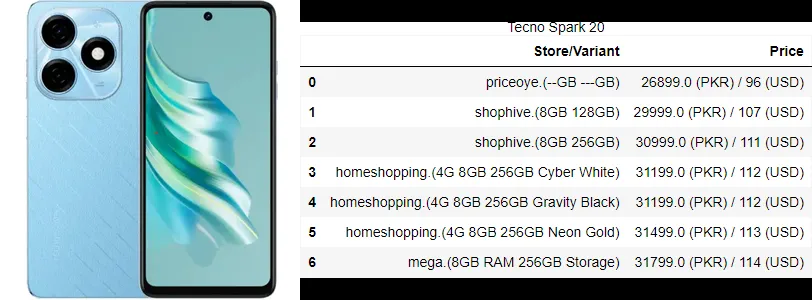 Tecno Spark 20
Store/Variant Price
0 priceoye.(--GB ---GB) 26899.0 (PKR) / 96 (USD)
1 shophive.(8GB 128GB) 29999.0 (PKR) / 107 (USD)
2 shophive.(8GB 256GB) 30999.0 (PKR) / 111 (USD)
3 homeshopping.(4G 8GB 256GB Cyber White) 31199.0 (PKR) / 112 (USD)
4 homeshopping.(4G 8GB 256GB Gravity Black) 31199.0 (PKR) / 112 (USD)
5 homeshopping.(4G 8GB 256GB Neon Gold) 31499.0 (PKR) / 113 (USD)
6 mega.(8GB RAM 256GB Storage) 31799.0 (PKR) / 114 (USD)